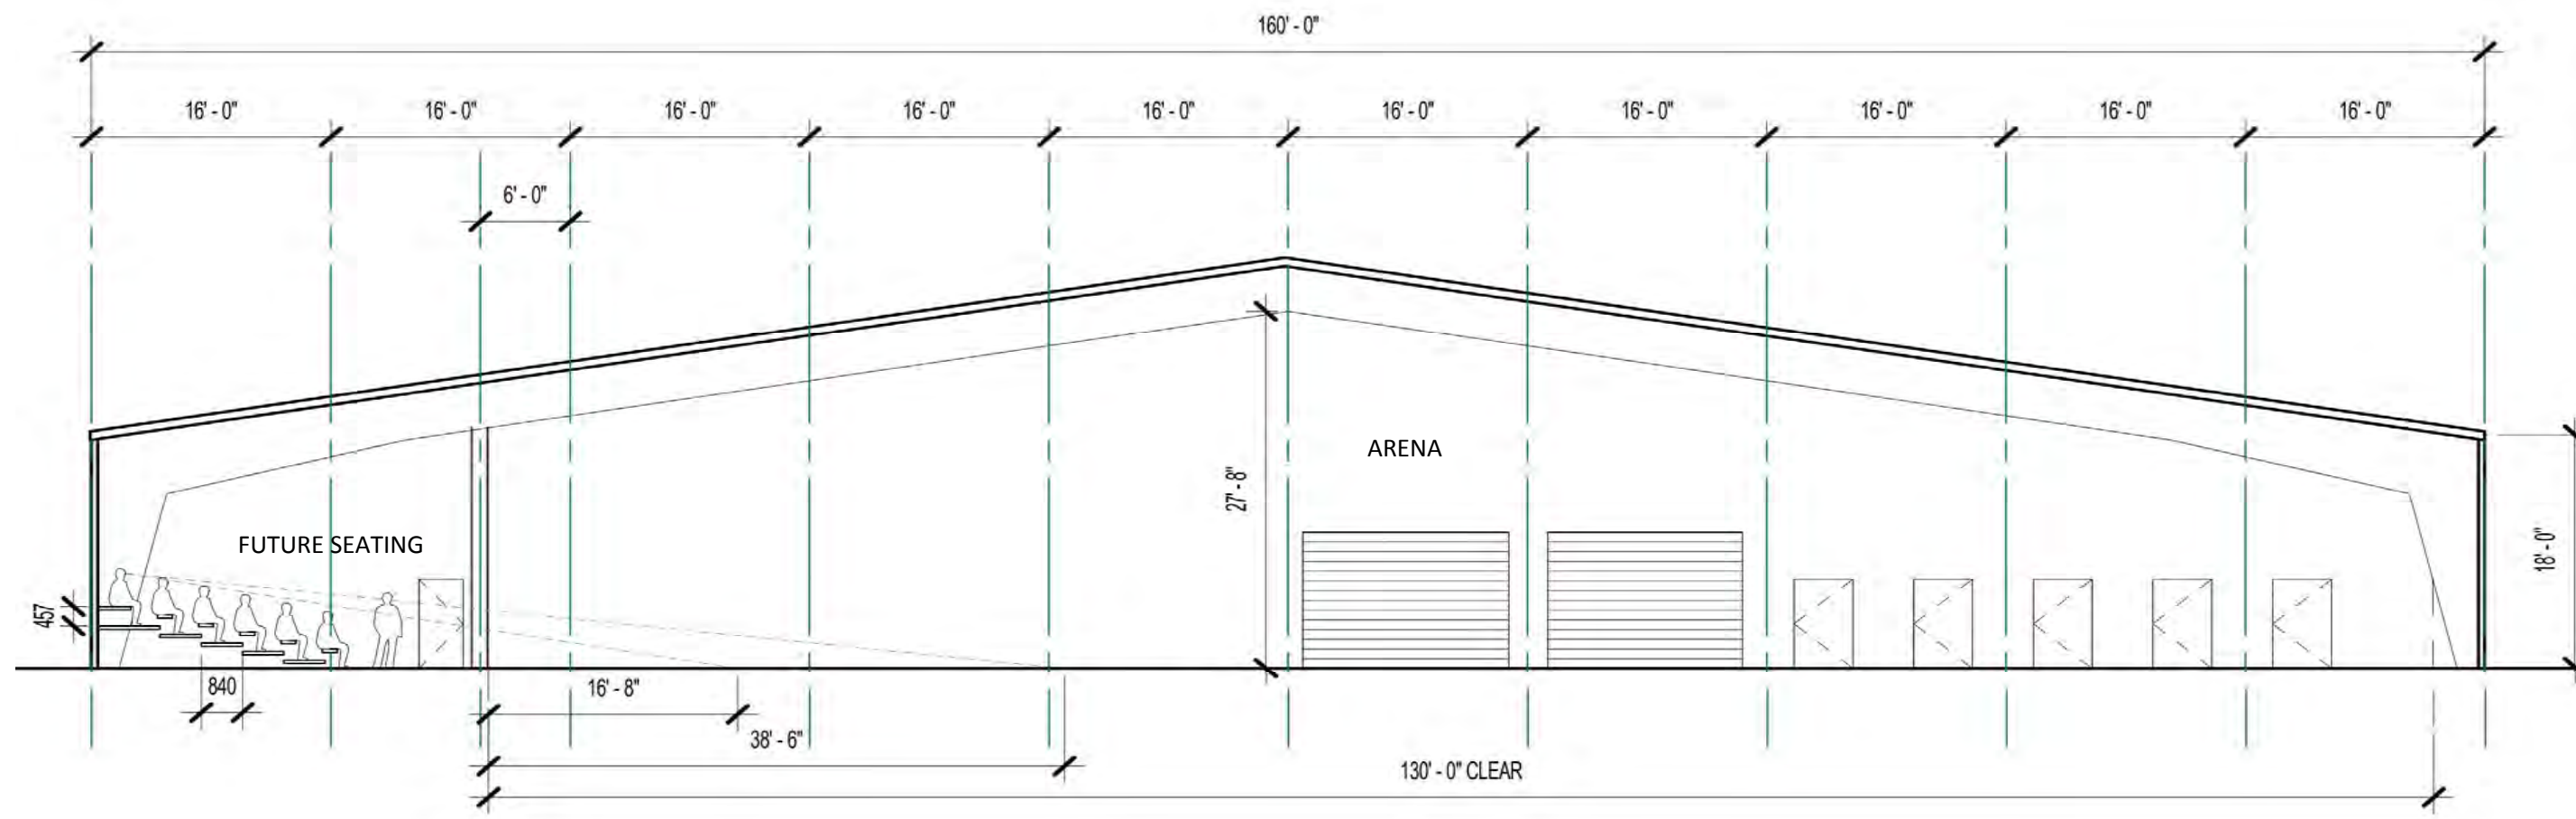 160' - 0"
16' - 0" 16' - 0" 16' - 0" 16' - 0" 16' - 0" 16' - 0" 16' - 0" 16' - 0" 16' - 0" 16' - 0"
6' - 0"
ARENA
27' - 8"
FUTURE SEATING
18' - 0"
457
840
16' - 8"
38' - 6"
130' - 0" CLEAR